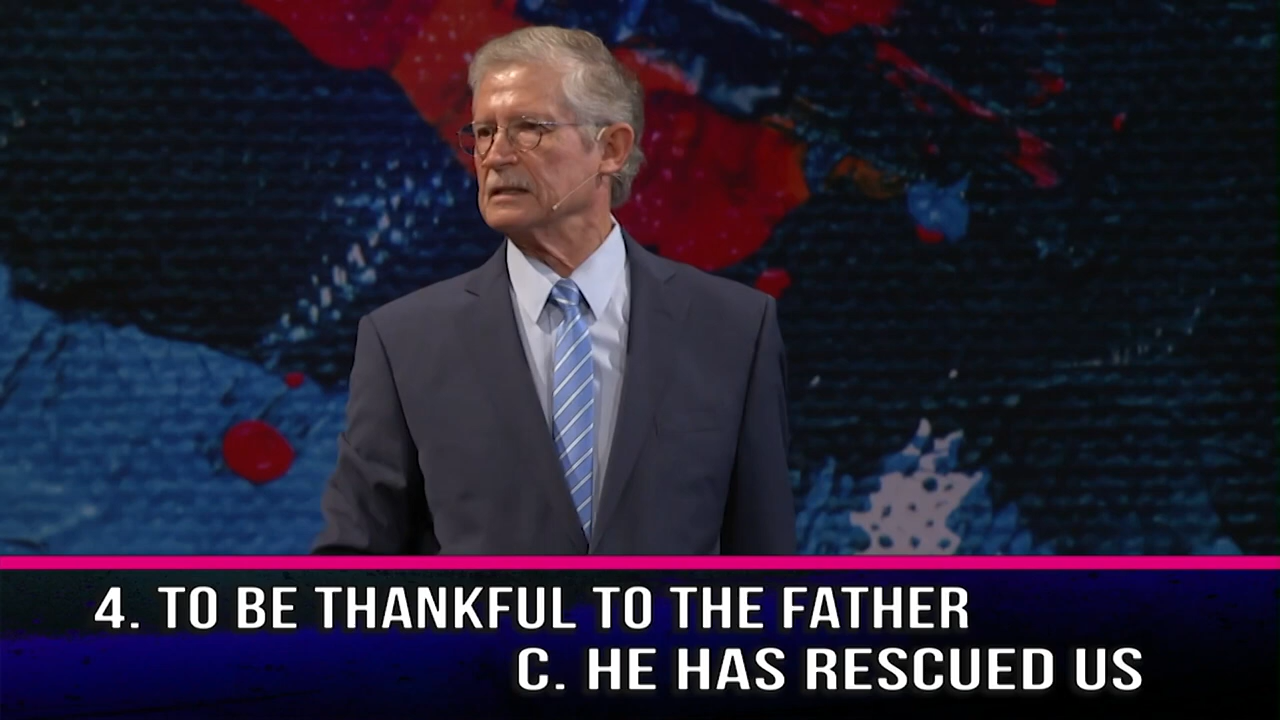 4. TO BE THANKFUL TO THE FATHER
C. HE HAS RESCUED US